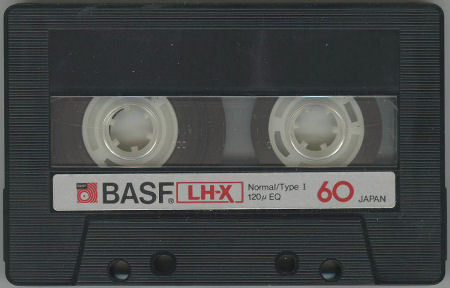 BASF® LH-X Normal/Type I 60 JAPAN
120μ EQ